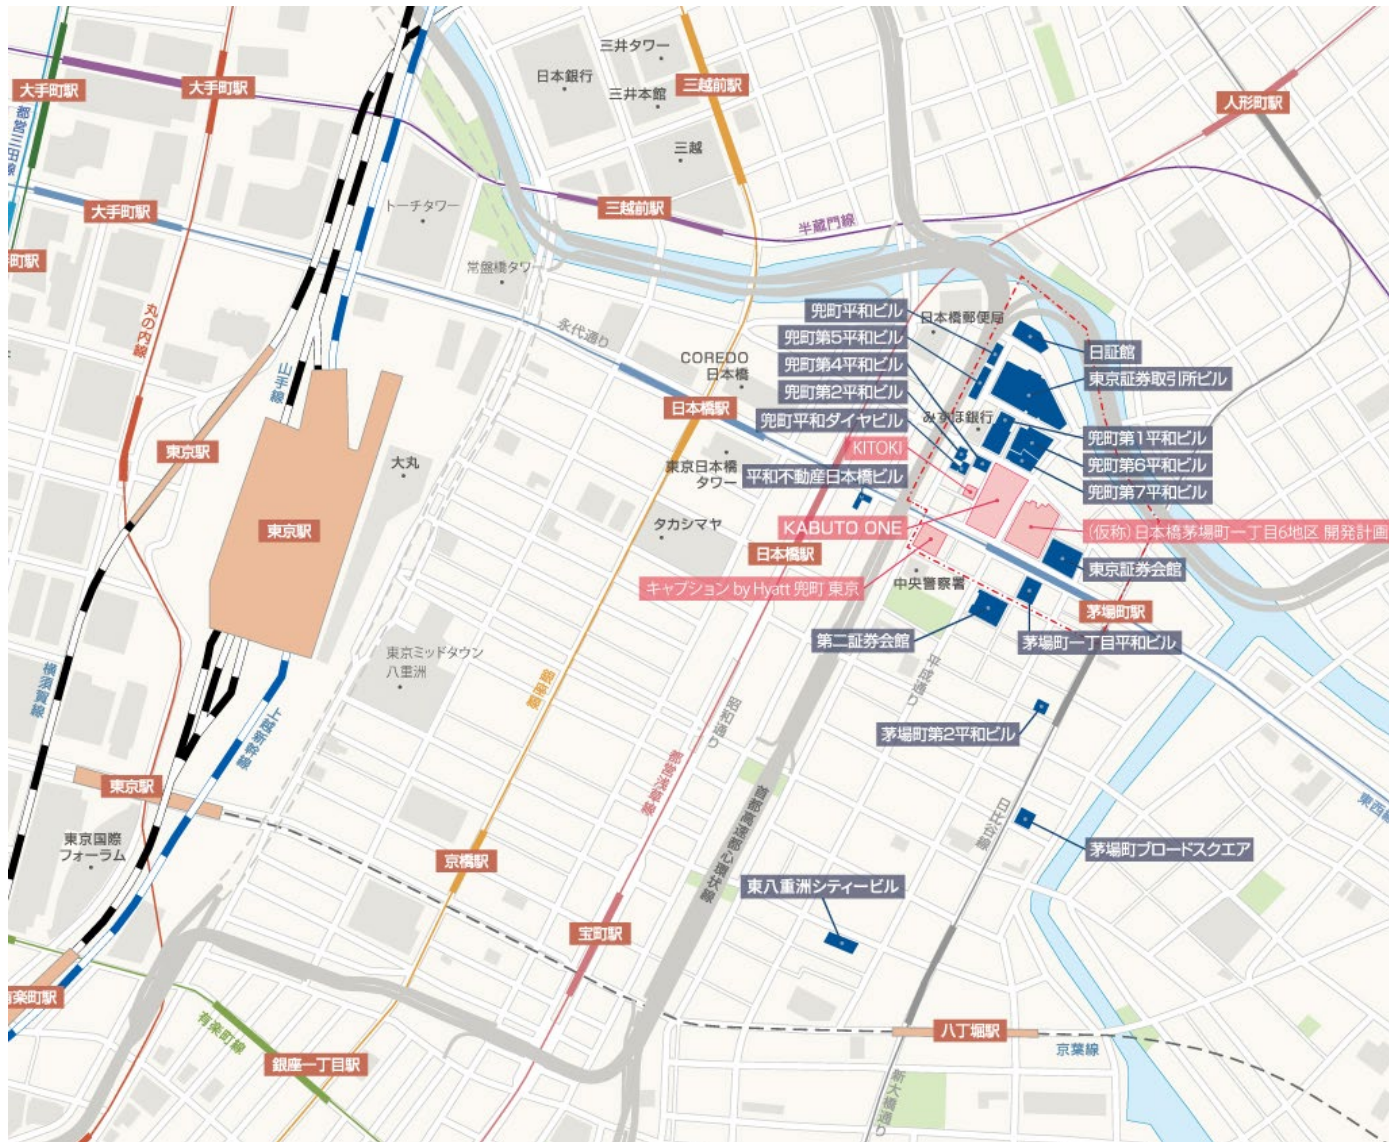 三井タワー
日本銀行
三井本館
三越前駅
大手町駅
大手町駅
人形町駅
都営三田線
三越
大手町駅
トーチタワー
三越前駅
半蔵門線
町駅
常盤橋タワー
丸の内線
永代通り
兜町平和ビル
日本橋郵便局
兜町第5平和ビル
日証館
COREDO
日本橋
兜町第4平和ビル
東京証券取引所ビル
山手線
兜町第2平和ビル
日本橋駅
兜町平和ダイヤビル
みずほ銀行
兜町第1平和ビル
東京駅
大丸
KITOKI
兜町第6平和ビル
東京日本橋
タワー
平和不動産日本橋ビル
兜町第7平和ビル
東京駅
タカシマヤ
KABUTO ONE
(仮称)日本橋茅場町一丁目6地区 開発計画
日本橋駅
東京証券会館
キャプション by Hyatt 兜町 東京
中央警察署
茅場町駅
第二証券会館
茅場町一丁目平和ビル
東京ミッドタウン
八重洲
横須賀線
銀座線
平成通り
昭和通り
上越新幹線
茅場町第2平和ビル
都営浅草線
東京駅
首都高速都心環状線
日比谷線
東西線
東京国際
フォーラム
京橋駅
茅場町ブロードスクエア
東八重洲シティービル
宝町駅
有楽町駅
有楽町線
八丁堀駅
京葉線
銀座一丁目駅
新大橋通り